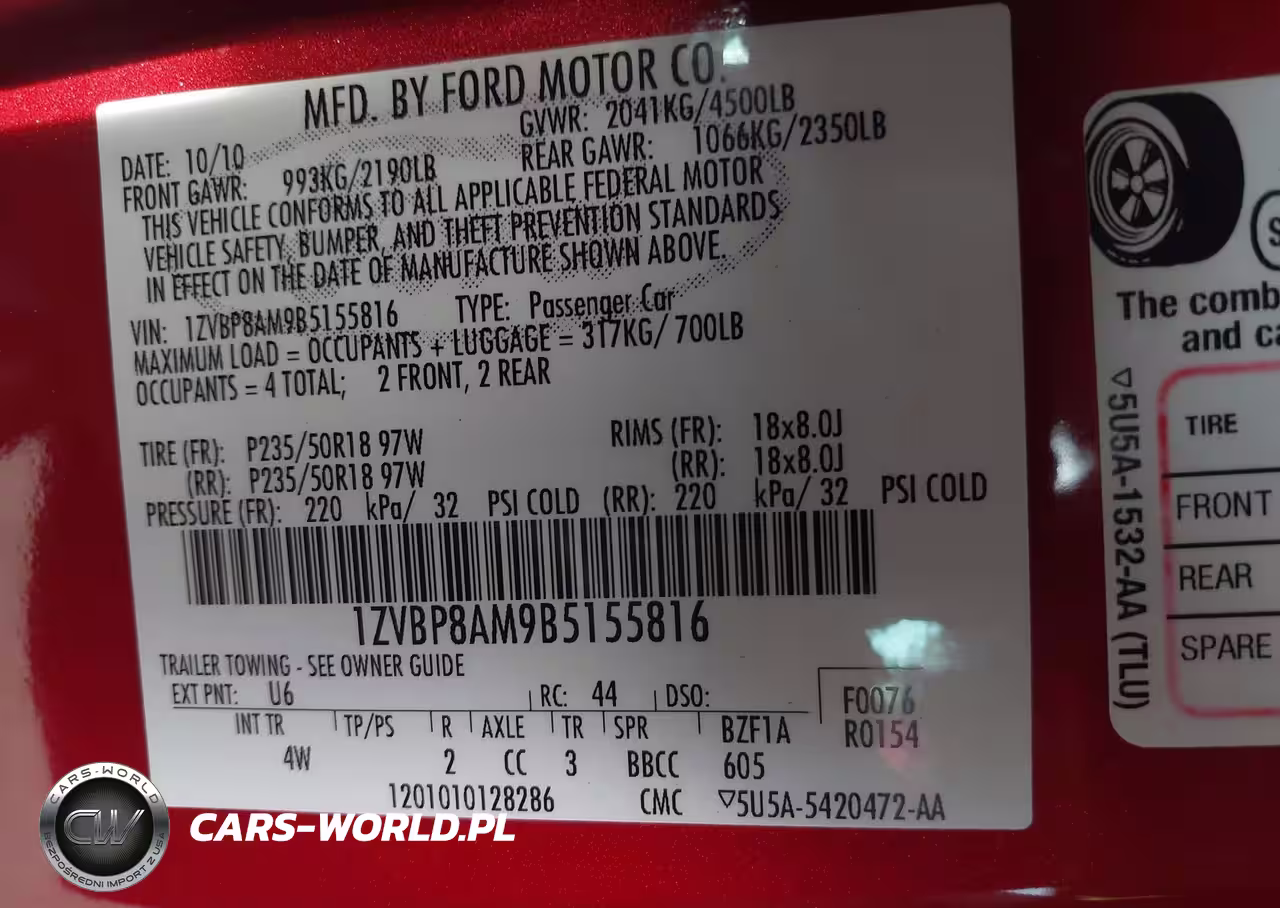 MFD. BY FORD MOTOR CO.
DATE: 10/10 GVWR: 2041KG/4500LB
FRONT GAWR: 993KG/2190LB REAR GAWR: 1066KG/2350LB
THIS VEHICLE CONFORMS TO ALL APPLICABLE FEDERAL MOTOR
VEHICLE SAFETY, BUMPER, AND THEFT PREVENTION STANDARDS
IN EFFECT ON THE DATE OF MANUFACTURE SHOWN ABOVE.
VIN: 1ZVBP8AM9B5155816 TYPE: Passenger Car
MAXIMUM LOAD = OCCUPANTS + LUGGAGE = 317KG/ 700LB
OCCUPANTS = 4 TOTAL; 2 FRONT, 2 REAR
TIRE (FR): P235/50R18 97W RIMS (FR): 18x8.0J
(RR): P235/50R18 97W (RR): 18x8.0J
PRESSURE (FR): 220 kPa/ 32 PSI COLD (RR): 220 kPa/ 32 PSI COLD
1ZVBP8AM9B5155816
TRAILER TOWING - SEE OWNER GUIDE
EXT PNT: U6 RC: 44 DSO: F0076
INT TR TP/PS R AXLE TR SPR BZF1A R0154
4W 2 CC 3 BBCC 605
1201010128286 CMC ▽5U5A-5420472-AA
The comb
and ca
▽5U5A-1532-AA (TLU)
TIRE
FRONT
REAR
SPARE
CARS-WORLD
CW
BEZPOŚREDNI IMPORT Z USA
CARS-WORLD.PL